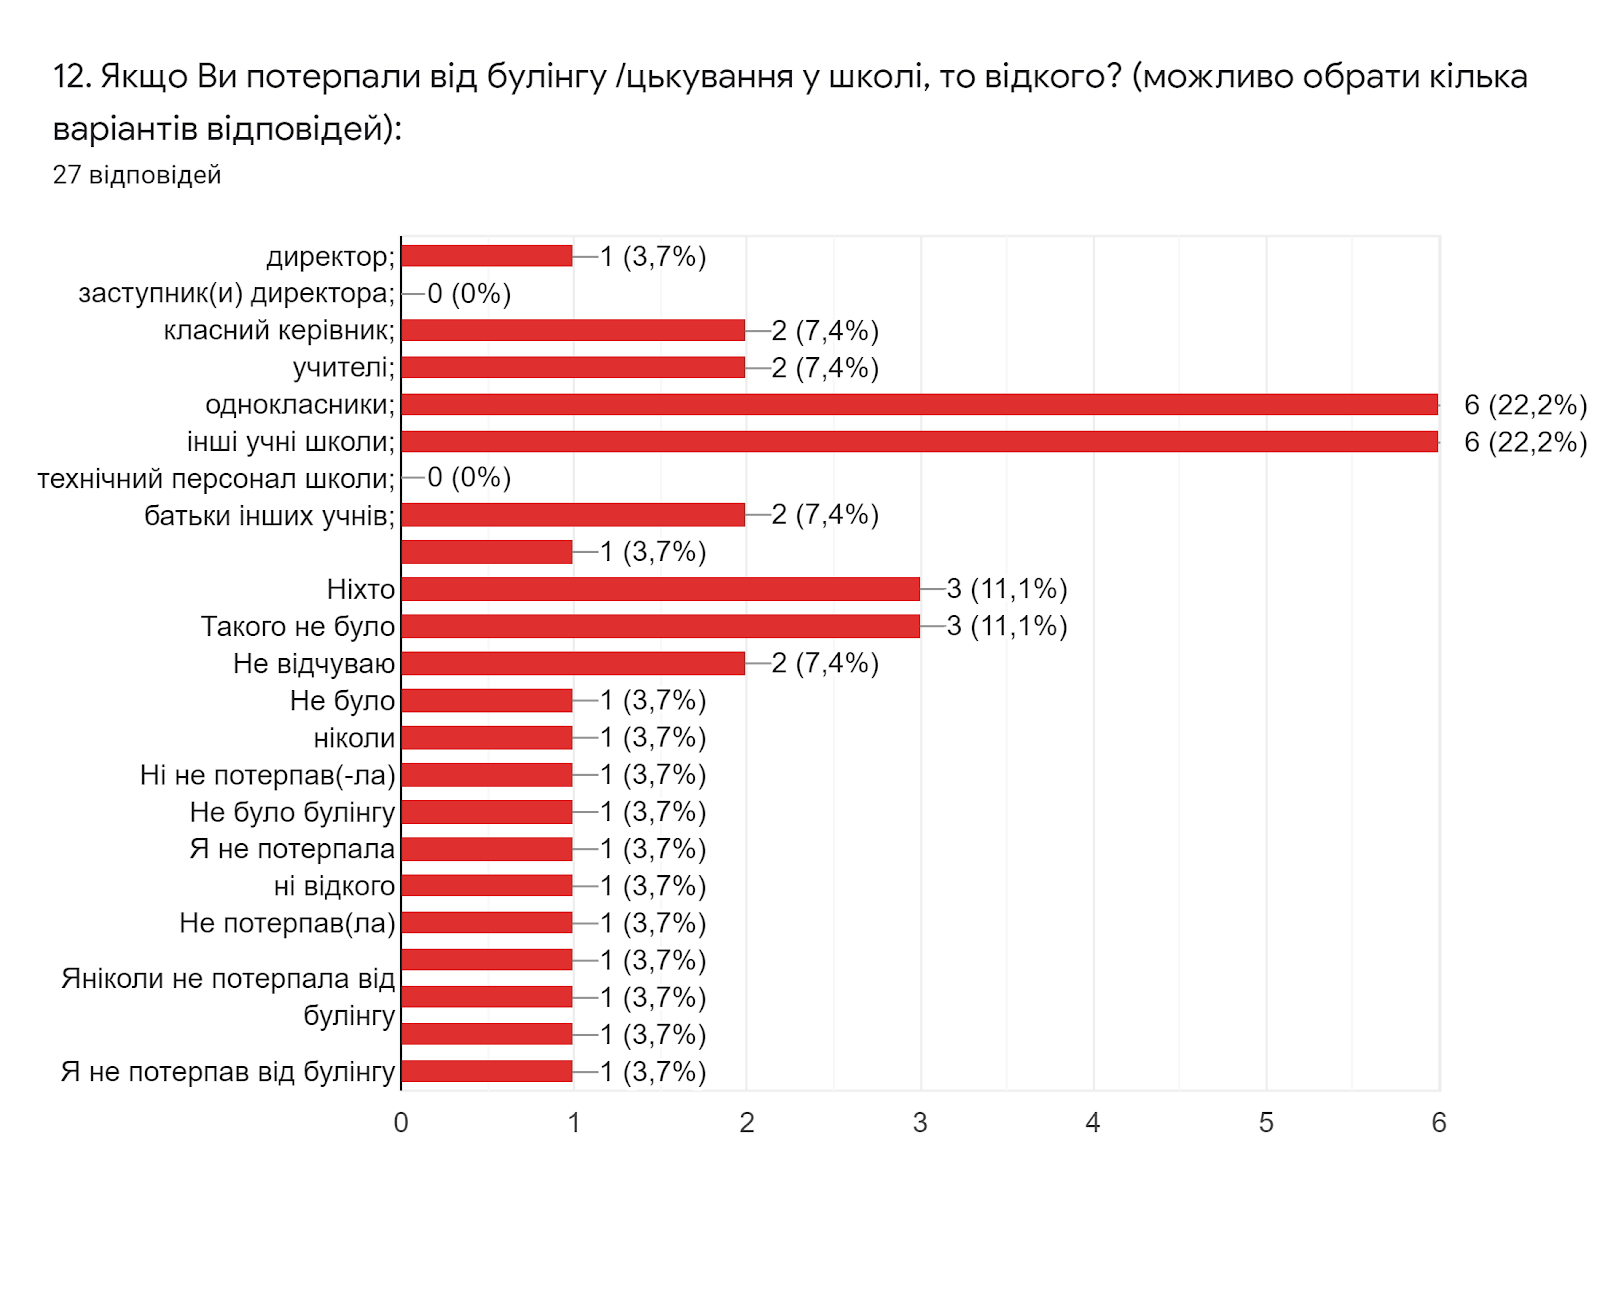 12. Якщо Ви потерпали від булінгу /цькування у школі, то відкого? (можливо обрати кілька
варіантів відповідей):
27 відповідей
директор; 1 (3,7%)
заступник(и) директора; 0 (0%)
класний керівник; 2 (7,4%)
учителі; 2 (7,4%)
однокласники; 6 (22,2%)
інші учні школи; 6 (22,2%)
технічний персонал школи; 0 (0%)
батьки інших учнів; 2 (7,4%)
1 (3,7%)
Ніхто 3 (11,1%)
Такого не було 3 (11,1%)
Не відчуваю 2 (7,4%)
Не було 1 (3,7%)
ніколи 1 (3,7%)
Ні не потерпав(-ла) 1 (3,7%)
Не було булінгу 1 (3,7%)
Я не потерпала 1 (3,7%)
ні відкого 1 (3,7%)
Не потерпав(ла) 1 (3,7%)
1 (3,7%)
Яніколи не потерпала від
булінгу 1 (3,7%)
1 (3,7%)
Я не потерпав від булінгу 1 (3,7%)
0 1 2 3 4 5 6